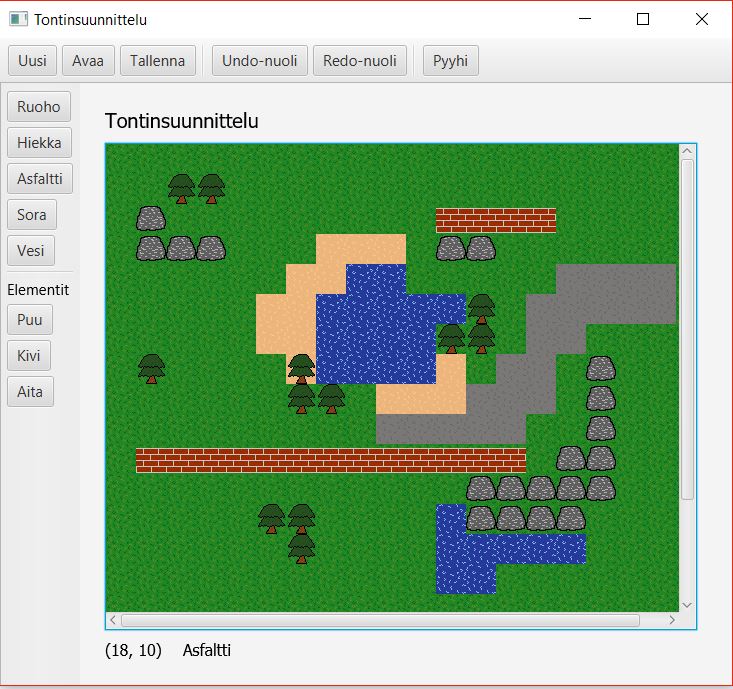 Tontinsuunnittelu
Uusi Avaa Tallenna Undo-nuoli Redo-nuoli Pyyhi
Ruoho
Hiekka
Asfaltti
Sora
Vesi
Elementit
Puu
Kivi
Aita
Tontinsuunnittelu
(18, 10) Asfaltti